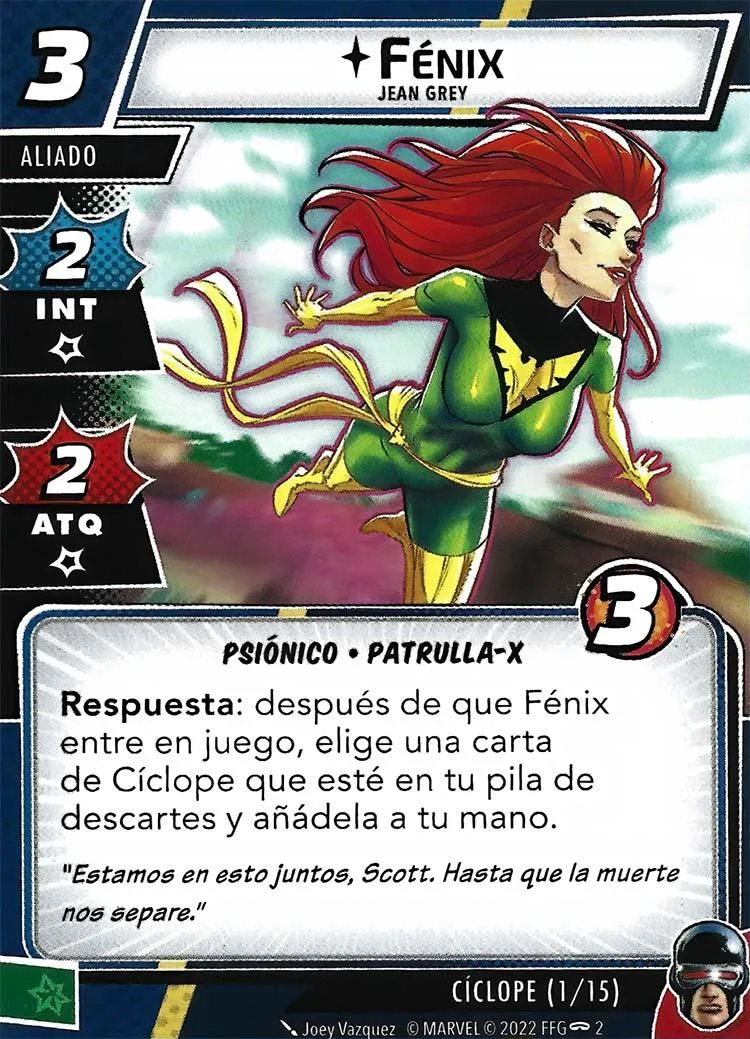 3
FÉNIX
JEAN GREY
ALIADO
2
INT
2
ATQ
3
PSIÓNICO • PATRULLA-X
Respuesta: después de que Fénix
entre en juego, elige una carta
de Cíclope que esté en tu pila de
descartes y añádela a tu mano.
"Estamos en esto juntos, Scott. Hasta que la muerte
nos separe."
CÍCLOPE (1/15)
Joey Vazquez © MARVEL © 2022 FFG 2